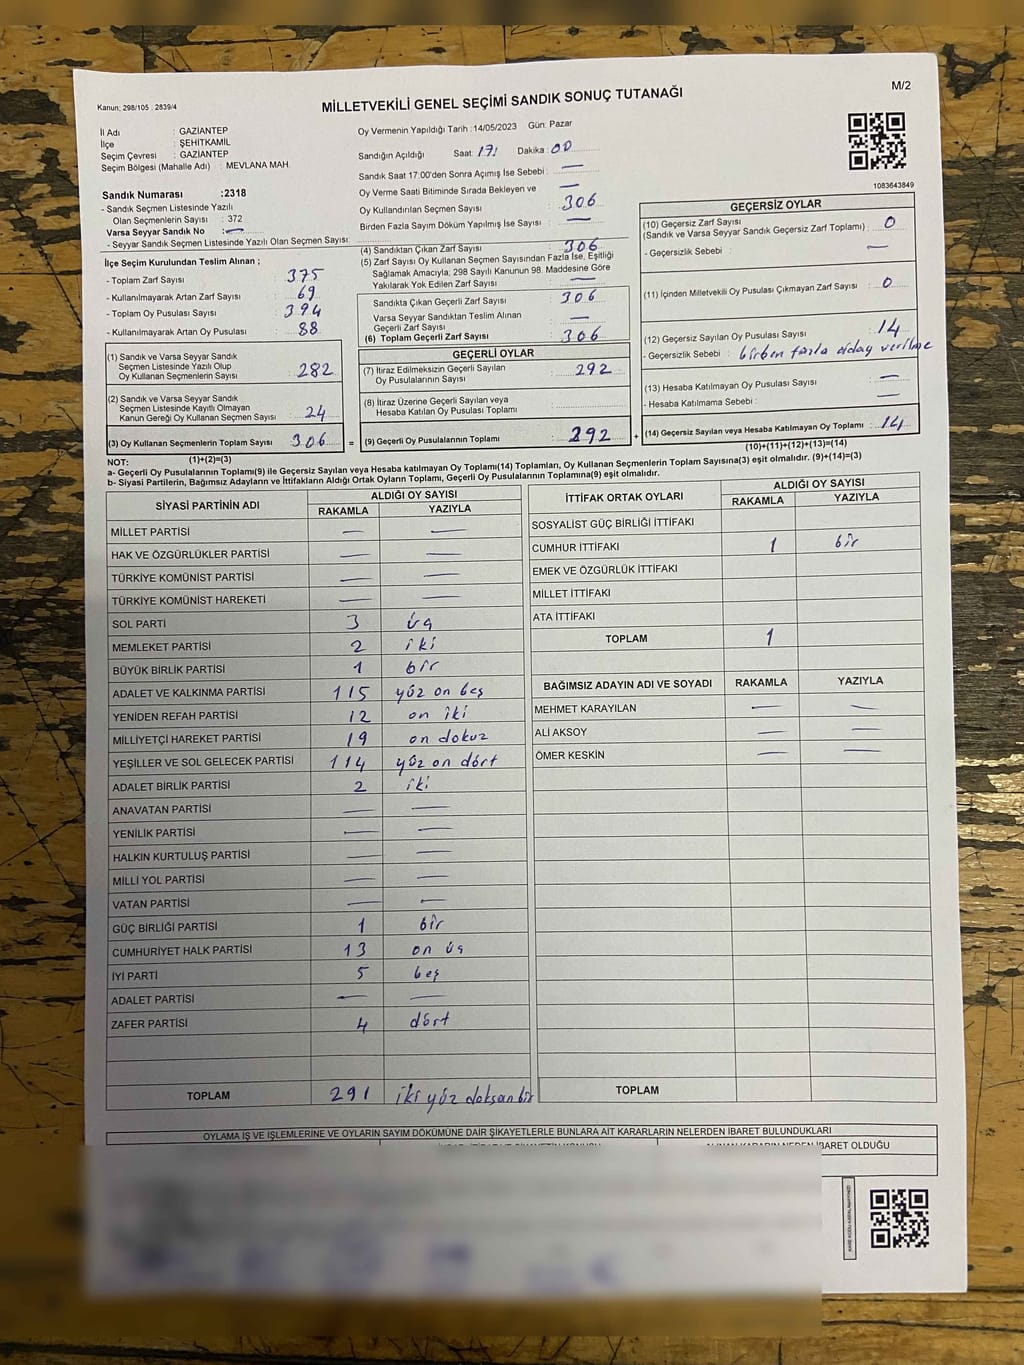 M/2
Kanun: 298/105 ; 2839/4
MİLLETVEKİLİ GENEL SEÇİMİ SANDIK SONUÇ TUTANAĞI
İl Adı : GAZİANTEP
İlçe : ŞEHİTKAMİL
Seçim Çevresi : GAZİANTEP
Seçim Bölgesi (Mahalle Adı) : MEVLANA MAH.
Sandık Numarası :2318
- Sandık Seçmen Listesinde Yazılı
Olan Seçmenlerin Sayısı : 372
Varsa Seyyar Sandık No : —
- Seyyar Sandık Seçmen Listesinde Yazılı Olan Seçmen Sayısı:
Oy Vermenin Yapıldığı Tarih :14/05/2023 Gün: Pazar
Sandığın Açıldığı Saat: 17! Dakika: 00
Sandık Saat 17:00'den Sonra Açımış İse Sebebi : —
Oy Verme Saati Bitiminde Sırada Bekleyen ve —
Oy Kullandırılan Seçmen Sayısı : 306
Birden Fazla Sayım Döküm Yapılmış İse Sayısı : —
1083643849
İlçe Seçim Kurulundan Teslim Alınan ;
- Toplam Zarf Sayısı : 375
- Kullanılmayarak Artan Zarf Sayısı : 69
- Toplam Oy Pusulası Sayısı : 394
- Kullanılmayarak Artan Oy Pusulası : 88
(1) Sandık ve Varsa Seyyar Sandık
Seçmen Listesinde Yazılı Olup
Oy Kullanan Seçmenlerin Sayısı : 282
(2) Sandık ve Varsa Seyyar Sandık
Seçmen Listesinde Kayıtlı Olmayan
Kanun Gereği Oy Kullanan Seçmen Sayısı : 24
(3) Oy Kullanan Seçmenlerin Toplam Sayısı : 306
(1)+(2)=(3)
(4) Sandıktan Çıkan Zarf Sayısı : 306
(5) Zarf Sayısı Oy Kullanan Seçmen Sayısından Fazla İse, Eşitliği
Sağlamak Amacıyla, 298 Sayılı Kanunun 98. Maddesine Göre
Yakılarak Yok Edilen Zarf Sayısı : —
Sandıkta Çıkan Geçerli Zarf Sayısı : 306
Varsa Seyyar Sandıktan Teslim Alınan
Geçerli Zarf Sayısı : —
(6) Toplam Geçerli Zarf Sayısı : 306
GEÇERLİ OYLAR
(7) İtiraz Edilmeksizin Geçerli Sayılan
Oy Pusulalarının Sayısı : 292
(8) İtiraz Üzerine Geçerli Sayılan veya
Hesaba Katılan Oy Pusulası Toplamı :
= (9) Geçerli Oy Pusulalarının Toplamı : 292 +
GEÇERSİZ OYLAR
(10) Geçersiz Zarf Sayısı : 0
(Sandık ve Varsa Seyyar Sandık Geçersiz Zarf Toplamı)
- Geçersizlik Sebebi : —
(11) İçinden Milletvekili Oy Pusulası Çıkmayan Zarf Sayısı : 0
(12) Geçersiz Sayılan Oy Pusulası Sayısı : 14
- Geçersizlik Sebebi : birden fazla aday verilme
(13) Hesaba Katılmayan Oy Pusulası Sayısı : —
- Hesaba Katılmama Sebebi : —
(14) Geçersiz Sayılan veya Hesaba Katılmayan Oy Toplamı : 14
(10)+(11)+(12)+(13)=(14)
NOT:
a- Geçerli Oy Pusulalarının Toplamı(9) ile Geçersiz Sayılan veya Hesaba katılmayan Oy Toplamı(14) Toplamları, Oy Kullanan Seçmenlerin Toplam Sayısına(3) eşit olmalıdır. (9)+(14)=(3)
b- Siyasi Partilerin, Bağımsız Adayların ve İttifakların Aldığı Ortak Oyların Toplamı, Geçerli Oy Pusulalarının Toplamına(9) eşit olmalıdır.
SİYASİ PARTİNİN ADI ALDIĞI OY SAYISI
RAKAMLA YAZIYLA
MİLLET PARTİSİ — —
HAK VE ÖZGÜRLÜKLER PARTİSİ — —
TÜRKİYE KOMÜNİST PARTİSİ — —
TÜRKİYE KOMÜNİST HAREKETİ — —
SOL PARTİ 3 üç
MEMLEKET PARTİSİ 2 iki
BÜYÜK BİRLİK PARTİSİ 1 bir
ADALET VE KALKINMA PARTİSİ 115 yüz on beş
YENİDEN REFAH PARTİSİ 12 on iki
MİLLİYETÇİ HAREKET PARTİSİ 19 on dokuz
YEŞİLLER VE SOL GELECEK PARTİSİ 114 yüz on dört
ADALET BİRLİK PARTİSİ 2 iki
ANAVATAN PARTİSİ — —
YENİLİK PARTİSİ — —
HALKIN KURTULUŞ PARTİSİ — —
MİLLİ YOL PARTİSİ — —
VATAN PARTİSİ — —
GÜÇ BİRLİĞİ PARTİSİ 1 bir
CUMHURİYET HALK PARTİSİ 13 on üç
İYİ PARTİ 5 beş
ADALET PARTİSİ — —
ZAFER PARTİSİ 4 dört
TOPLAM 291 iki yüz doksan bir
İTTİFAK ORTAK OYLARI ALDIĞI OY SAYISI
RAKAMLA YAZIYLA
SOSYALİST GÜÇ BİRLİĞİ İTTİFAKI
CUMHUR İTTİFAKI 1 bir
EMEK VE ÖZGÜRLÜK İTTİFAKI
MİLLET İTTİFAKI
ATA İTTİFAKI
TOPLAM 1
BAĞIMSIZ ADAYIN ADI VE SOYADI RAKAMLA YAZIYLA
MEHMET KARAYILAN — —
ALİ AKSOY — —
ÖMER KESKİN — —
TOPLAM
OYLAMA İŞ VE İŞLEMLERİNE VE OYLARIN SAYIM DÖKÜMÜNE DAİR ŞİKAYETLERLE BUNLARA AİT KARARLARIN NELERDEN İBARET BULUNDUKLARI
İBARET OLDUĞU